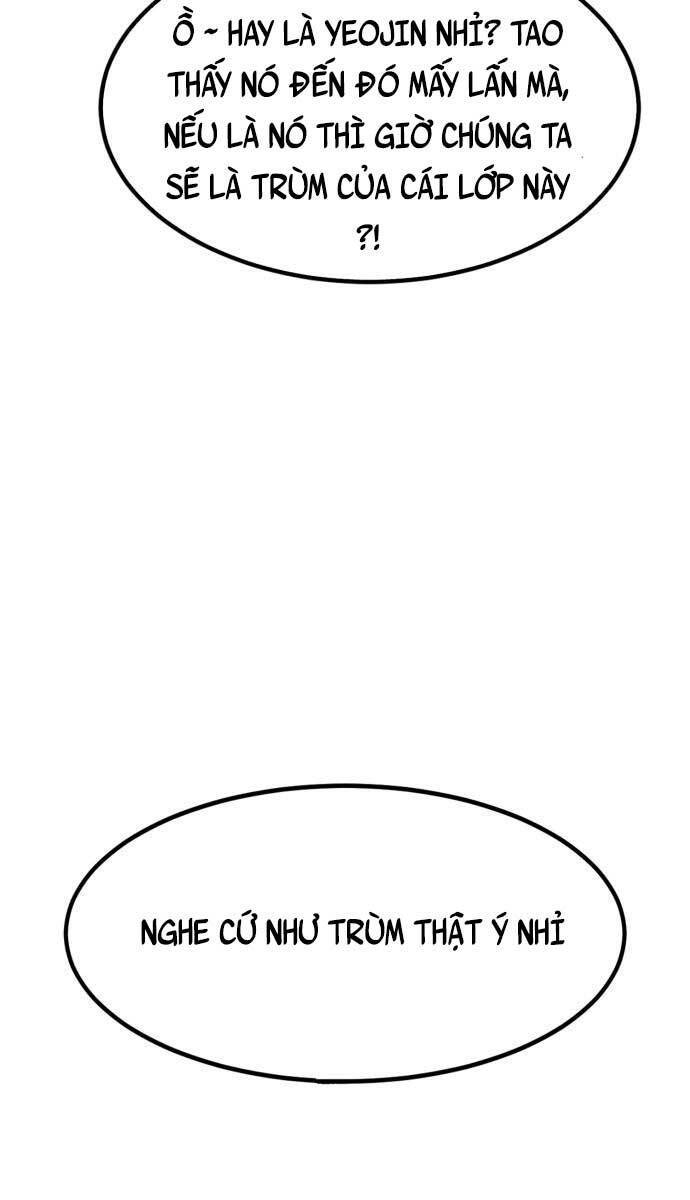 Ồ ~ HAY LÀ YEOJIN NHỈ? TAO
THẤY NÓ ĐẾN ĐÓ MẤY LẤN MÀ,
NẾU LÀ NÓ THÌ GIỜ CHÚNG TA
SẼ LÀ TRÙM CỦA CÁI LỚP NÀY
?!
NGHE CỨ NHƯ TRÙM THẬT Ý NHỈ